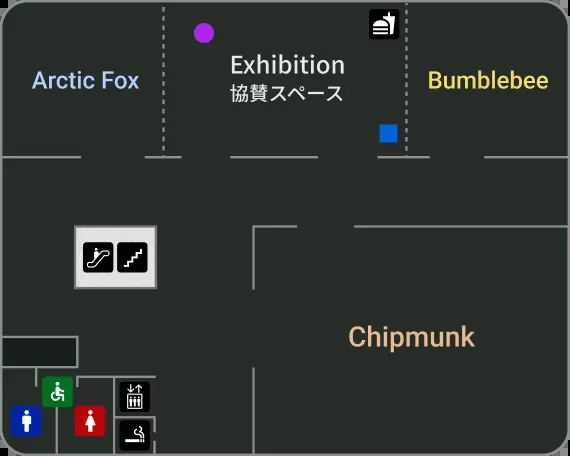 Arctic Fox
Exhibition
協賛スペース
Bumblebee
Chipmunk